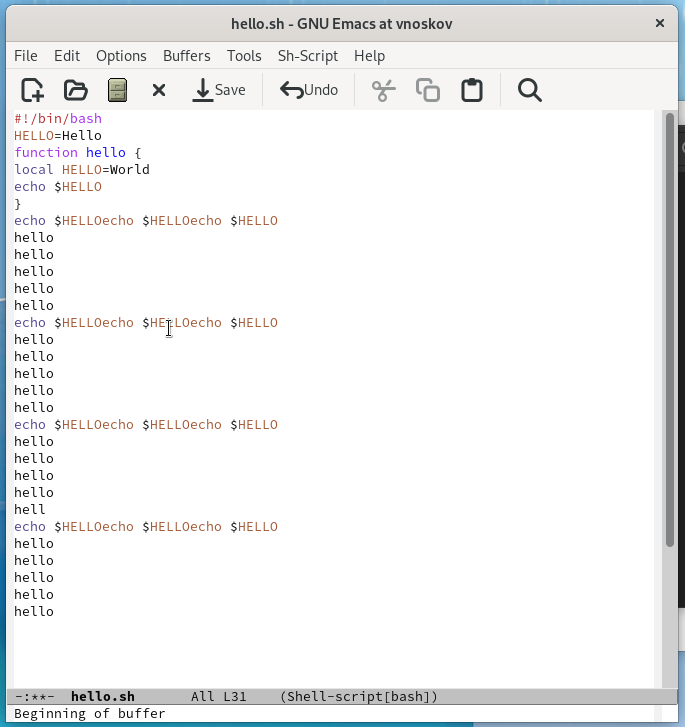 hello.sh - GNU Emacs at vnoskov
File Edit Options Buffers Tools Sh-Script Help
Save Undo
#!/bin/bash
HELLO=Hello
function hello {
local HELLO=World
echo $HELLO
}
echo $HELLOecho $HELLOecho $HELLO
hello
hello
hello
hello
hello
echo $HELLOecho $HELLOecho $HELLO
hello
hello
hello
hello
hello
echo $HELLOecho $HELLOecho $HELLO
hello
hello
hello
hello
hell
echo $HELLOecho $HELLOecho $HELLO
hello
hello
hello
hello
hello
-:**- hello.sh All L31 (Shell-script[bash])
Beginning of buffer